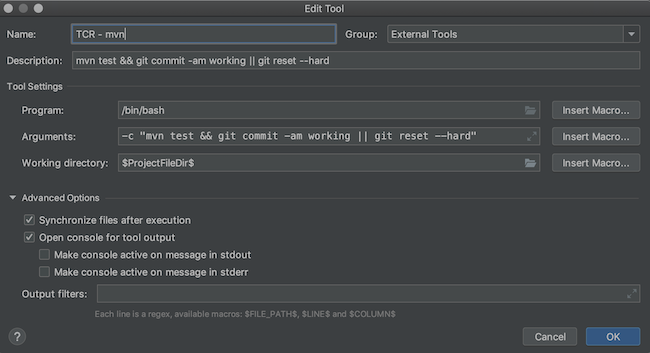 Edit Tool
Name: TCR - mvn Group: External Tools
Description: mvn test && git commit -am working || git reset --hard
Tool Settings
Program: /bin/bash Insert Macro...
Arguments: -c "mvn test && git commit -am working || git reset --hard" Insert Macro...
Working directory: $ProjectFileDir$ Insert Macro...
Advanced Options
Synchronize files after execution
Open console for tool output
Make console active on message in stdout
Make console active on message in stderr
Output filters:
Each line is a regex, available macros: $FILE_PATH$, $LINE$ and $COLUMN$
? Cancel OK